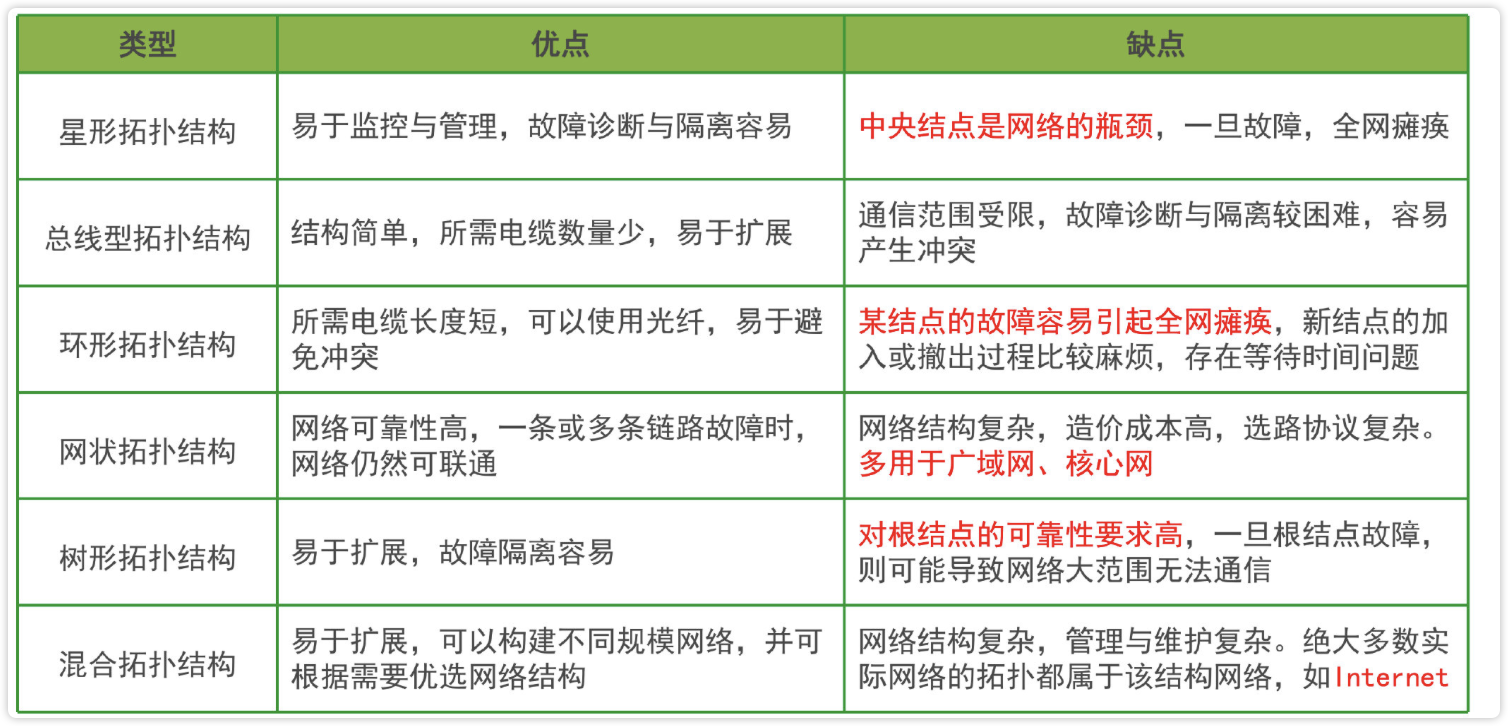 类型 优点 缺点
星形拓扑结构 易于监控与管理，故障诊断与隔离容易 中央结点是网络的瓶颈，一旦故障，全网瘫痪
总线型拓扑结构 结构简单，所需电缆数量少，易于扩展 通信范围受限，故障诊断与隔离较困难，容易
产生冲突
环形拓扑结构 所需电缆长度短，可以使用光纤，易于避
免冲突
某结点的故障容易引起全网瘫痪，新结点的加
入或撤出过程比较麻烦，存在等待时间问题
网状拓扑结构 网络可靠性高，一条或多条链路故障时，
网络仍然可联通
网络结构复杂，造价成本高，选路协议复杂。
多用于广域网、核心网
树形拓扑结构 易于扩展，故障隔离容易 对根结点的可靠性要求高，一旦根结点故障，
则可能导致网络大范围无法通信
混合拓扑结构 易于扩展，可以构建不同规模网络，并可
根据需要优选网络结构
网络结构复杂，管理与维护复杂。绝大多数实
际网络的拓扑都属于该结构网络，如Internet